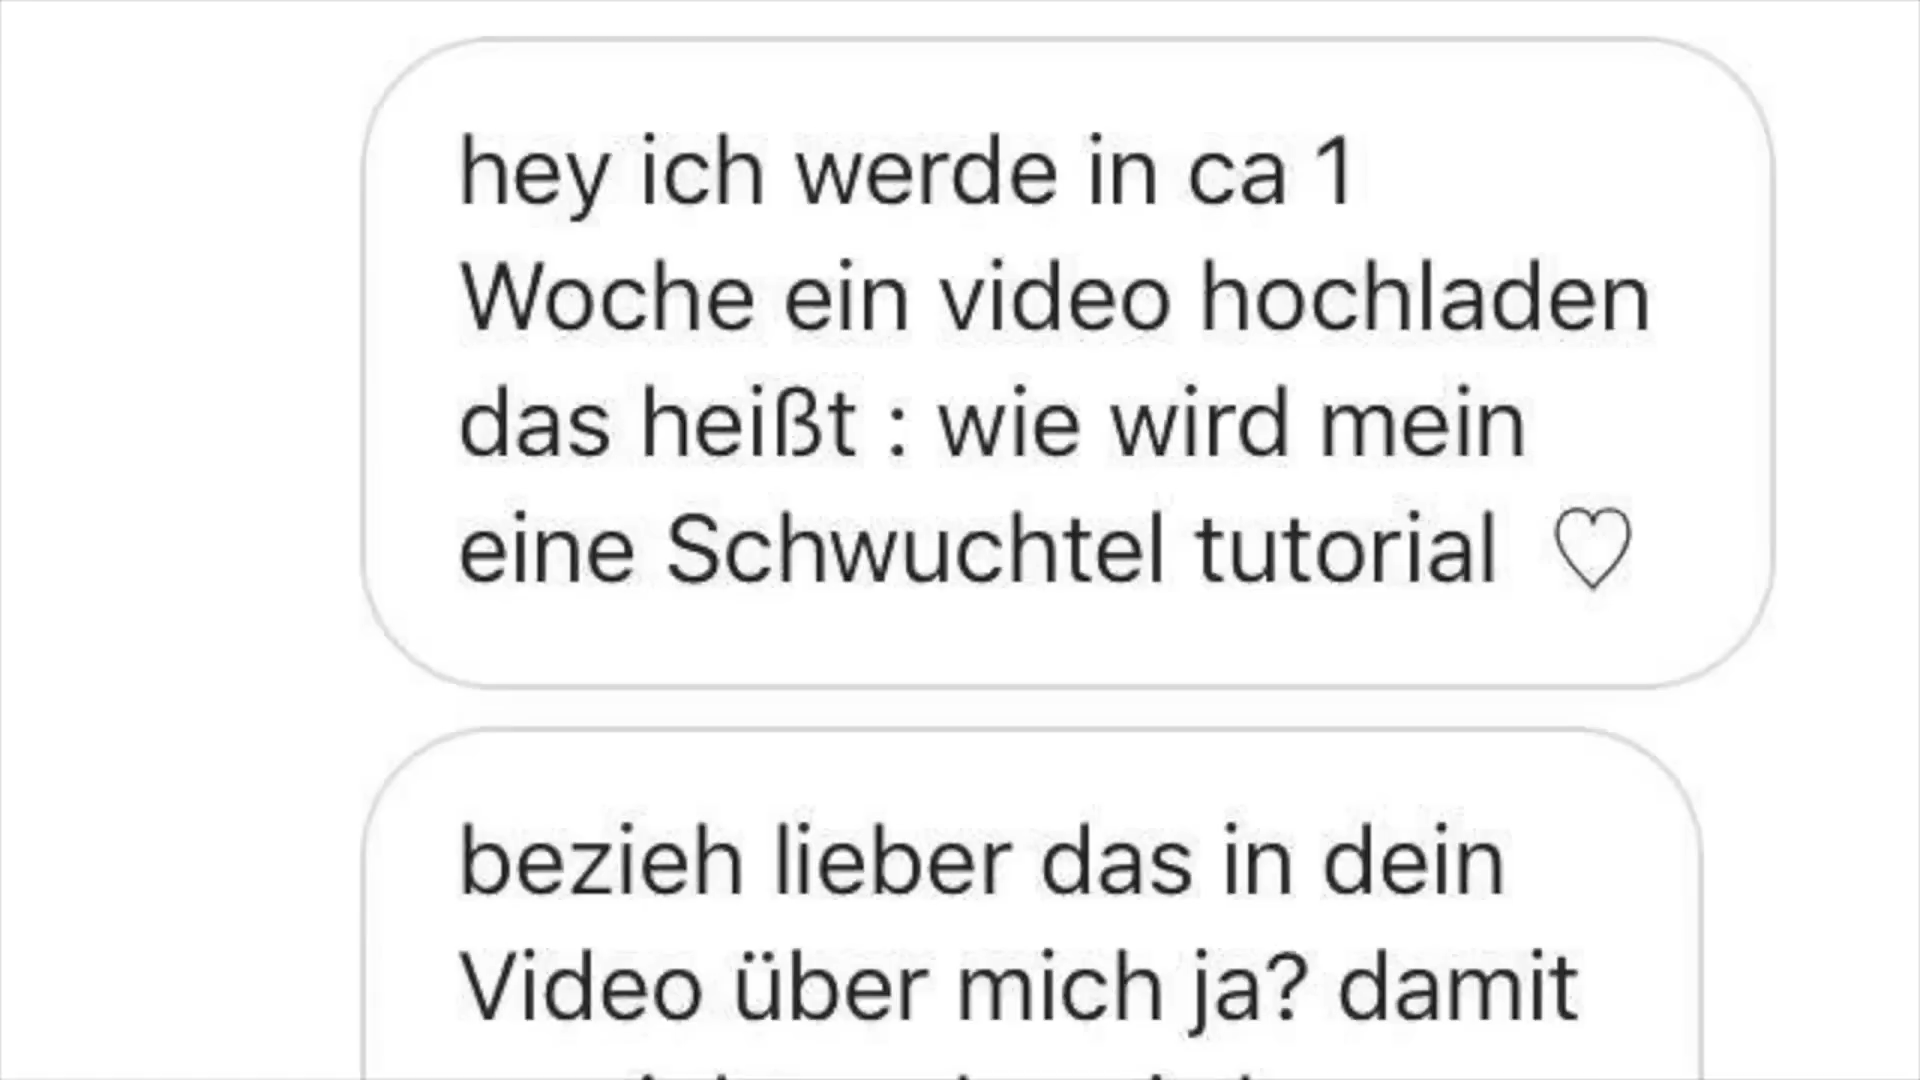 hey ich werde in ca 1
Woche ein video hochladen
das heißt : wie wird mein
eine Schwuchtel tutorial ♡
bezieh lieber das in dein
Video über mich ja? damit